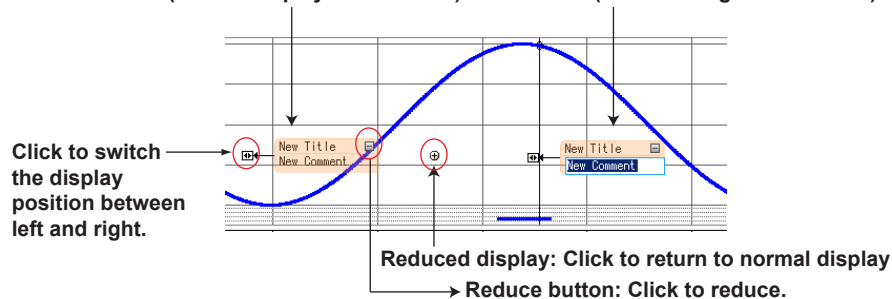 New Title
New Comment
New Title
New Comment
Click to switch
the display
position between
left and right.
Reduced display: Click to return to normal display
Reduce button: Click to reduce.